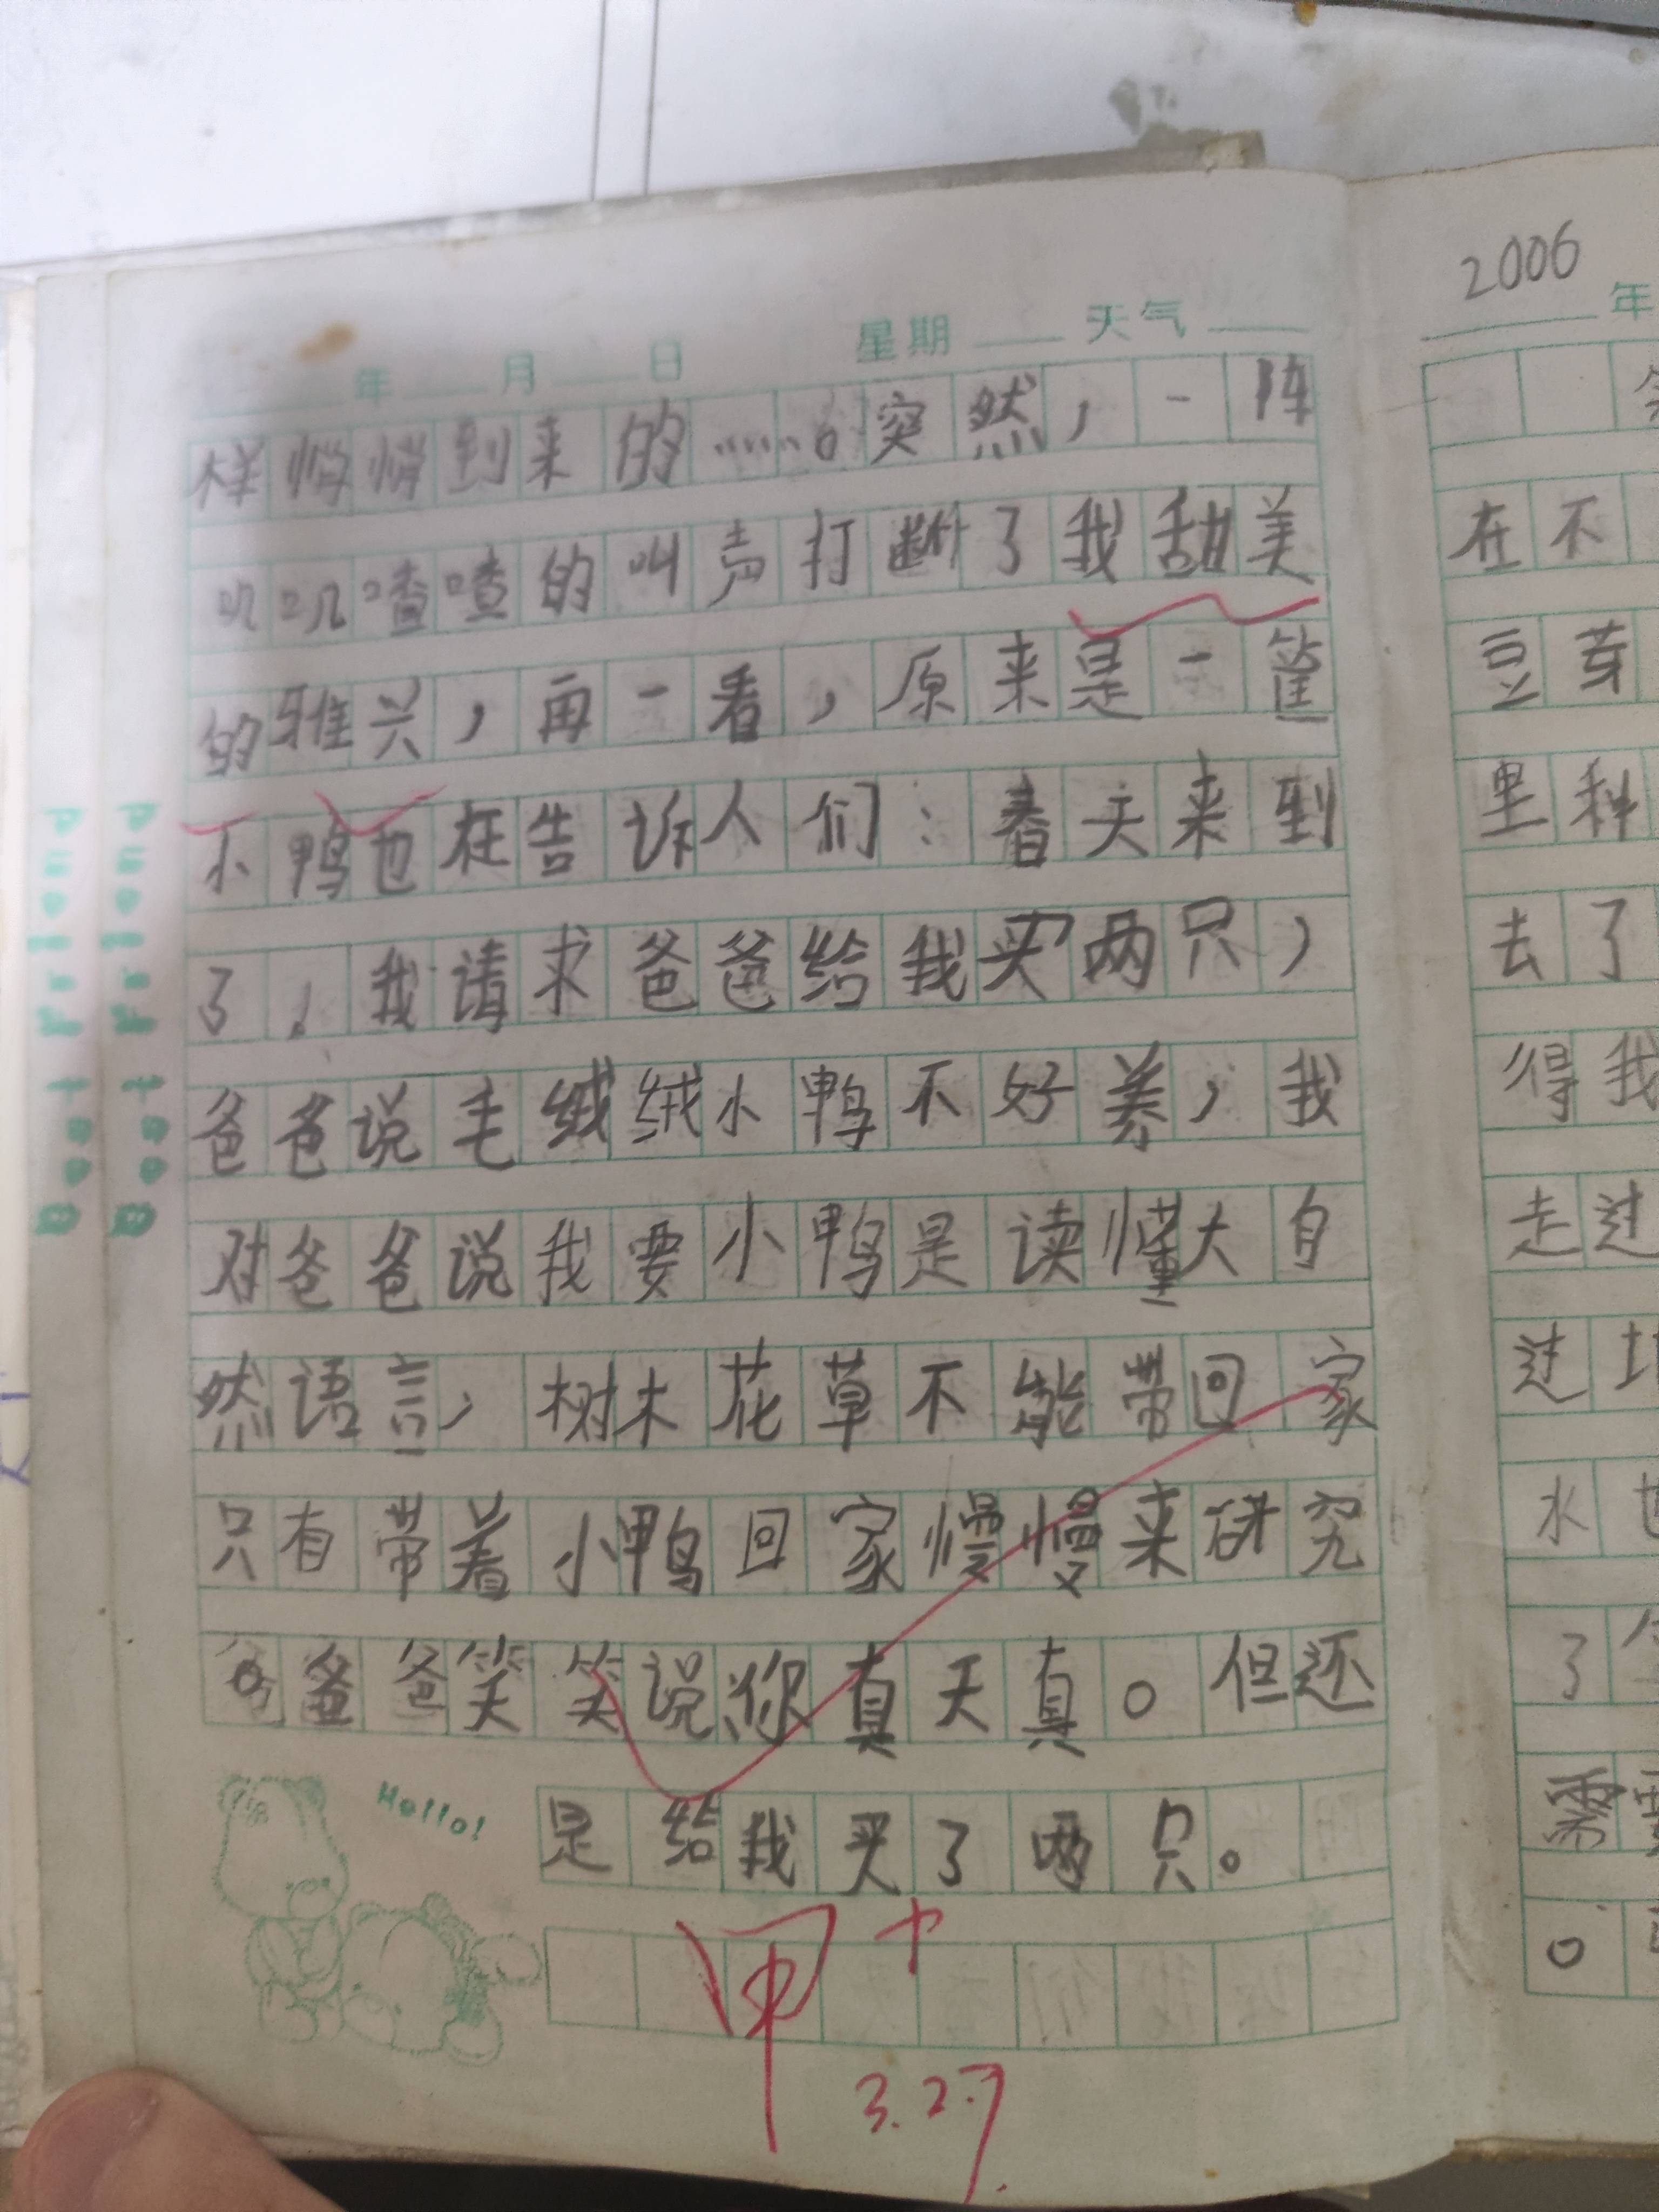 年 月 日 星期 天气
样悄悄到来的……。突然，一阵
叽叽喳喳的叫声打断了我甜美
的雅兴，再一看，原来是一筐
小鸭也在告诉人们：春天来到
了，我请求爸爸给我买两只，
爸爸说毛绒绒小鸭不好养，我
对爸爸说我要小鸭是读懂大自
然语言，树木花草不能带回家
只有带着小鸭回家慢慢来研究
。爸爸笑笑说你真天真。但还
是给我买了两只。
Hello!
甲+
3.27
Best Friend
Best Friend
2006
年
在不
豆芽
里种
去了
得我
走过
过
水也
了
需要
。